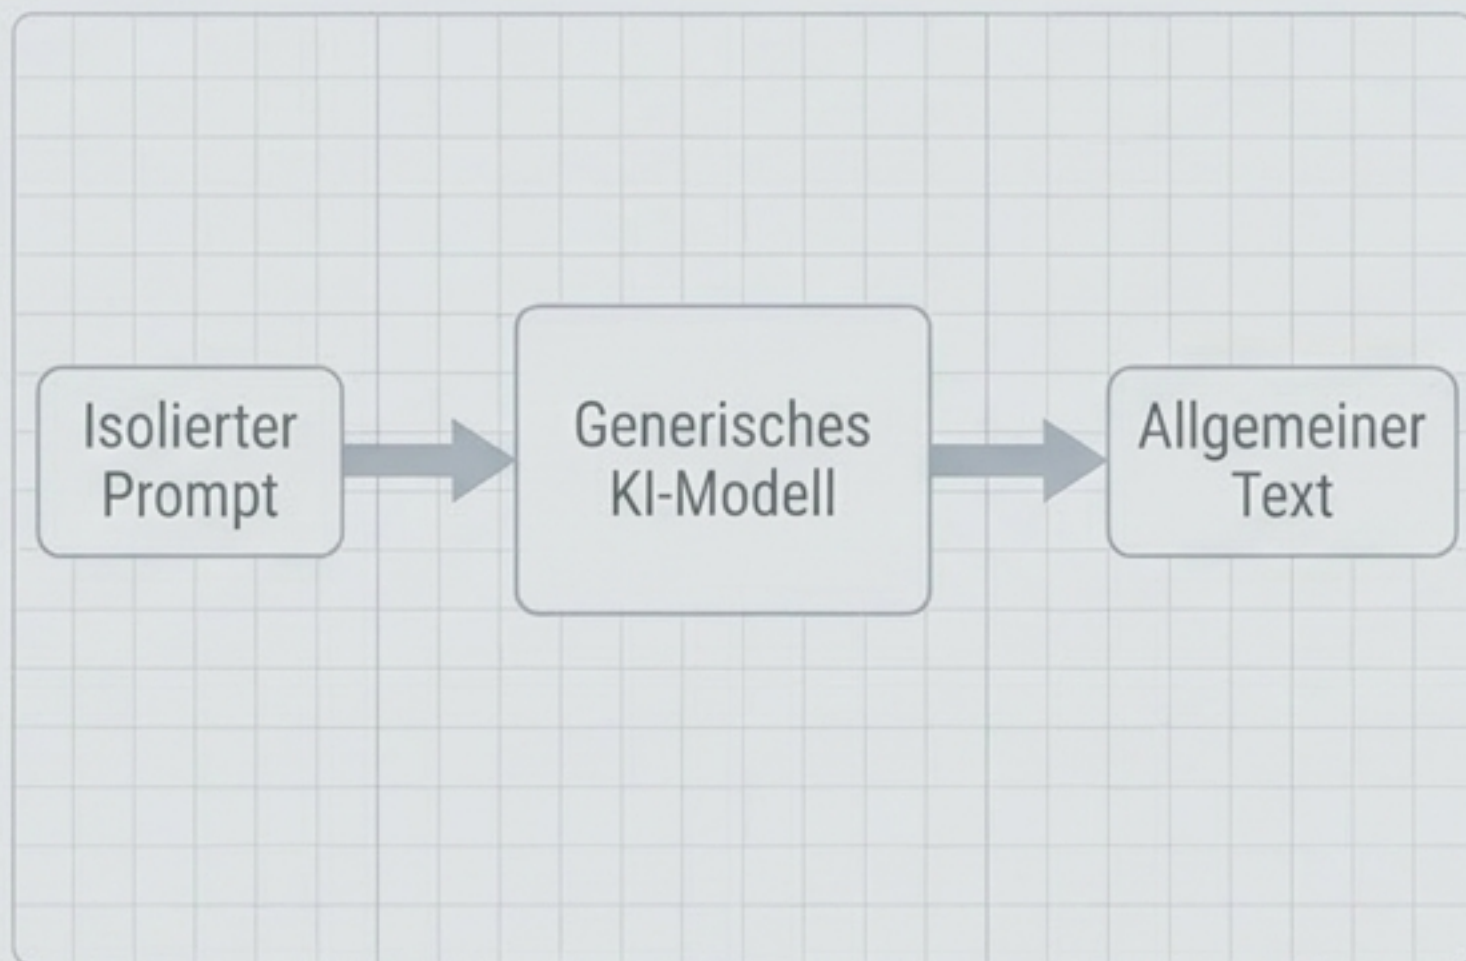 Isolierter
Prompt
Generisches
KI-Modell
Allgemeiner
Text